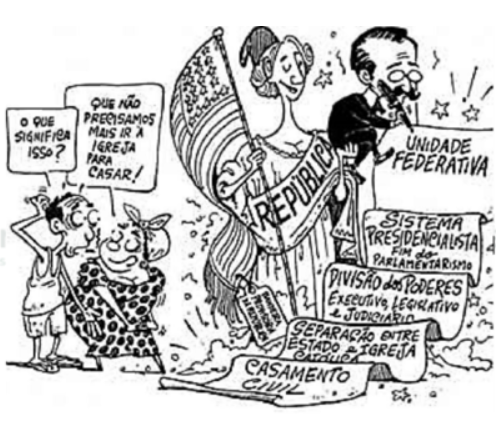 O QUE
SIGNIFICA
ISSO?
QUE NÃO
PRECISAMOS
MAIS IR À
IGREJA
PARA
CASAR!
REPÚBLICA
UNIDADE
FEDERATIVA
SISTEMA
PRESIDENCIALISTA
FIM do
PARLAMENTARISMO
DIVISÃO dos PODERES
EXECUTIVO, LEGISLATIVO
e JUDICIÁRIO
SEPARAÇÃO ENTRE
ESTADO e IGREJA
CATÓLICA
CASAMENTO
CIVIL